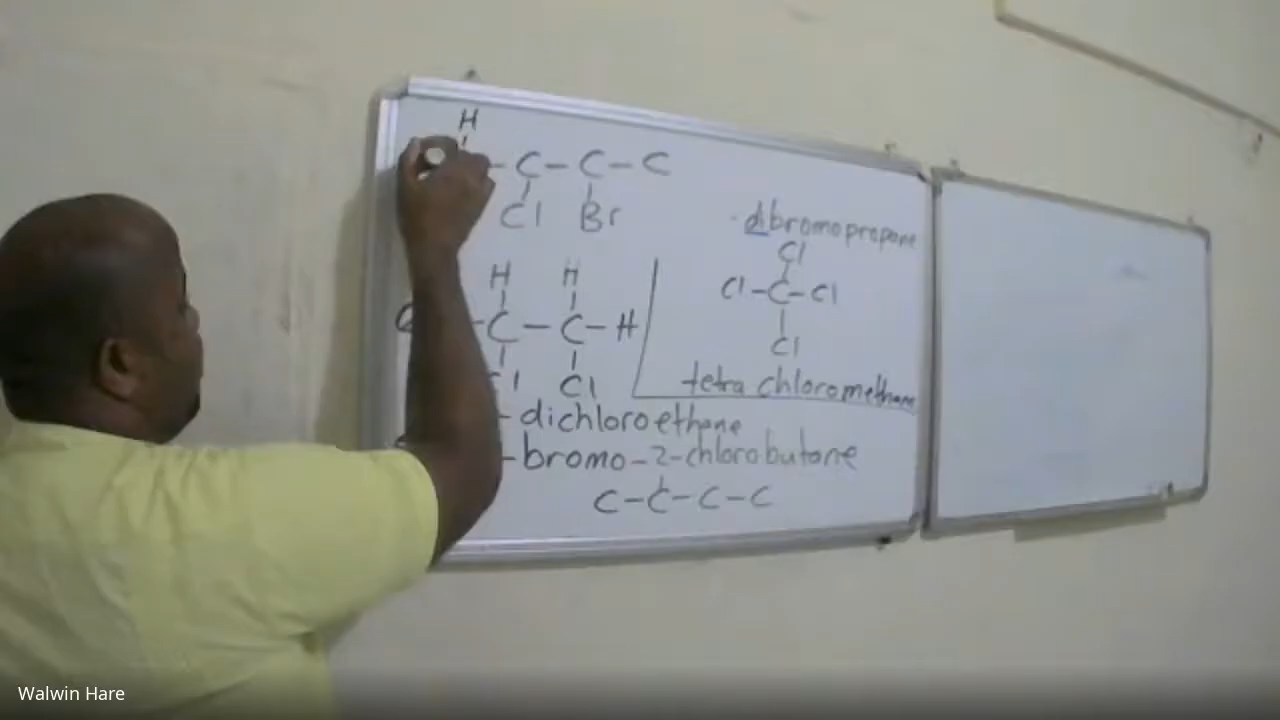 H
- C - C - C
Cl Br
H H
- C - C - H
Cl
- dichloroethane
- bromo - 2 - chlorobutane
C - C - C - C
dibromopropane
Cl
Cl - C - Cl
Cl
tetra chloromethane
Walwin Hare